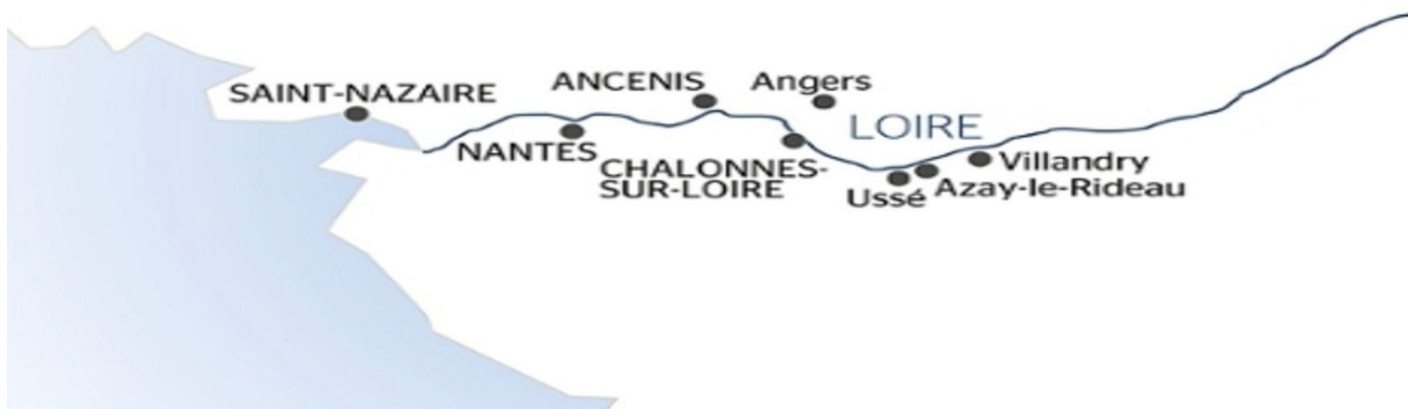 SAINT-NAZAIRE
ANCENIS
Angers
NANTES
LOIRE
CHALONNES-
SUR-LOIRE
Villandry
Ussé
Azay-le-Rideau